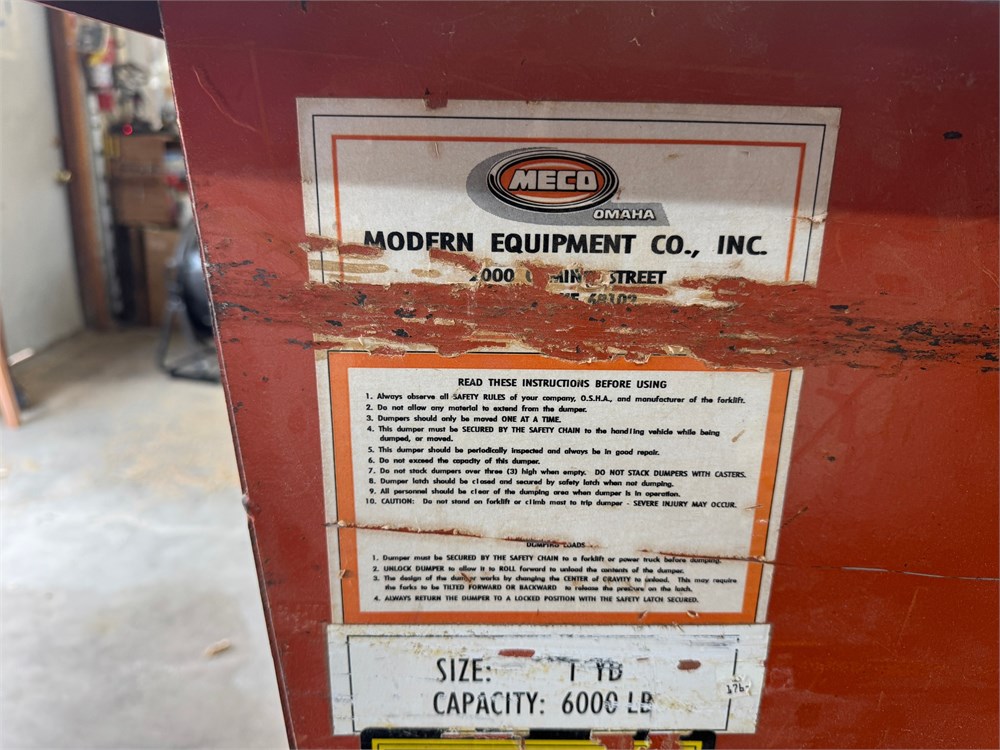 MECO
OMAHA
MODERN EQUIPMENT CO., INC.
STREET
68102
READ THESE INSTRUCTIONS BEFORE USING
1. Always observe all SAFETY RULES of your company, O.S.H.A., and manufacturer of the forklift.
2. Do not allow any material to extend from the dumper.
3. Dumpers should only be moved ONE AT A TIME.
4. This dumper must be SECURED BY THE SAFETY CHAIN to the handling vehicle while being
dumped, or moved.
5. This dumper should be periodically inspected and always be in good repair.
6. Do not exceed the capacity of this dumper.
7. Do not stack dumpers over three (3) high when empty. DO NOT STACK DUMPERS WITH CASTERS.
8. Dumper latch should be closed and secured by safety latch when not dumping.
9. All personnel should be clear of the dumping area when dumper is in operation.
10. CAUTION: Do not stand on forklift or climb mast to trip dumper - SEVERE INJURY MAY OCCUR.
DUMPING LOADS
1. Dumper must be SECURED BY THE SAFETY CHAIN to a forklift or power truck before dumping.
2. UNLOCK DUMPER to allow it to ROLL forward to unload the contents of the dumper.
3. The design of the dumper works by changing the CENTER of GRAVITY to unload. This may require
the forks to be TILTED FORWARD OR BACKWARD to release the pressure on the latch.
4. ALWAYS RETURN THE DUMPER TO A LOCKED POSITION WITH THE SAFETY LATCH SECURED.
SIZE: 1 YD
CAPACITY: 6000 LB